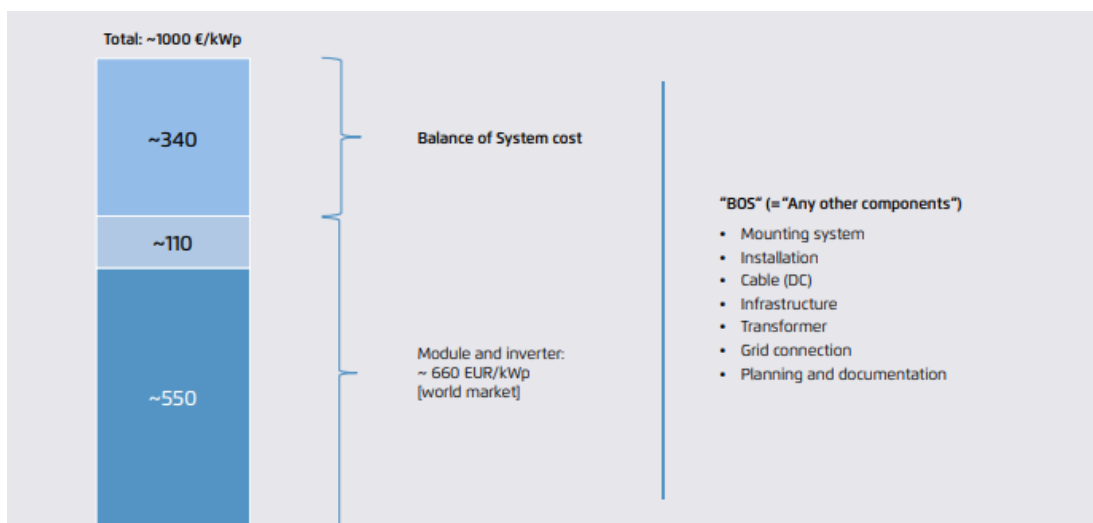 Total: ~1000 €/kWp
~340
Balance of System cost
~110
Module and inverter:
~ 660 EUR/kWp
[world market]
~550
“BOS“ (=“Any other components“)
• Mounting system
• Installation
• Cable (DC)
• Infrastructure
• Transformer
• Grid connection
• Planning and documentation